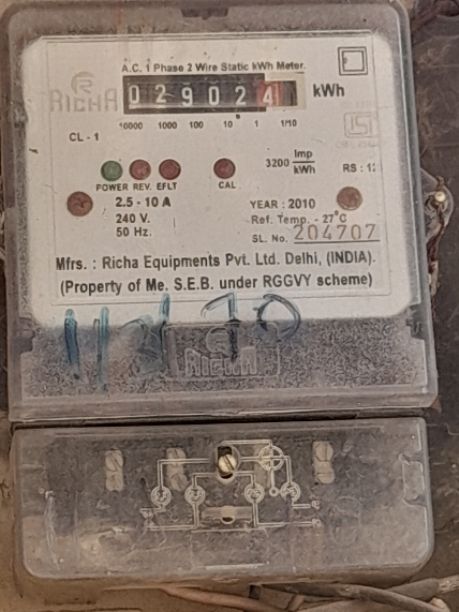 A.C. 1 Phase 2 Wire Static kWh Meter.
RICHA
029024 kWh
10000 1000 100 10 1 1/10
CL - 1
3200 Imp/kWh
POWER REV. EFLT CAL.
2.5 - 10 A
240 V.
50 Hz.
YEAR : 2010
Ref. Temp. - 27°C
SL. No. 204707
Mfrs. : Richa Equipments Pvt. Ltd. Delhi, (INDIA).
(Property of Me. S.E.B. under RGGVY scheme)
RICHA